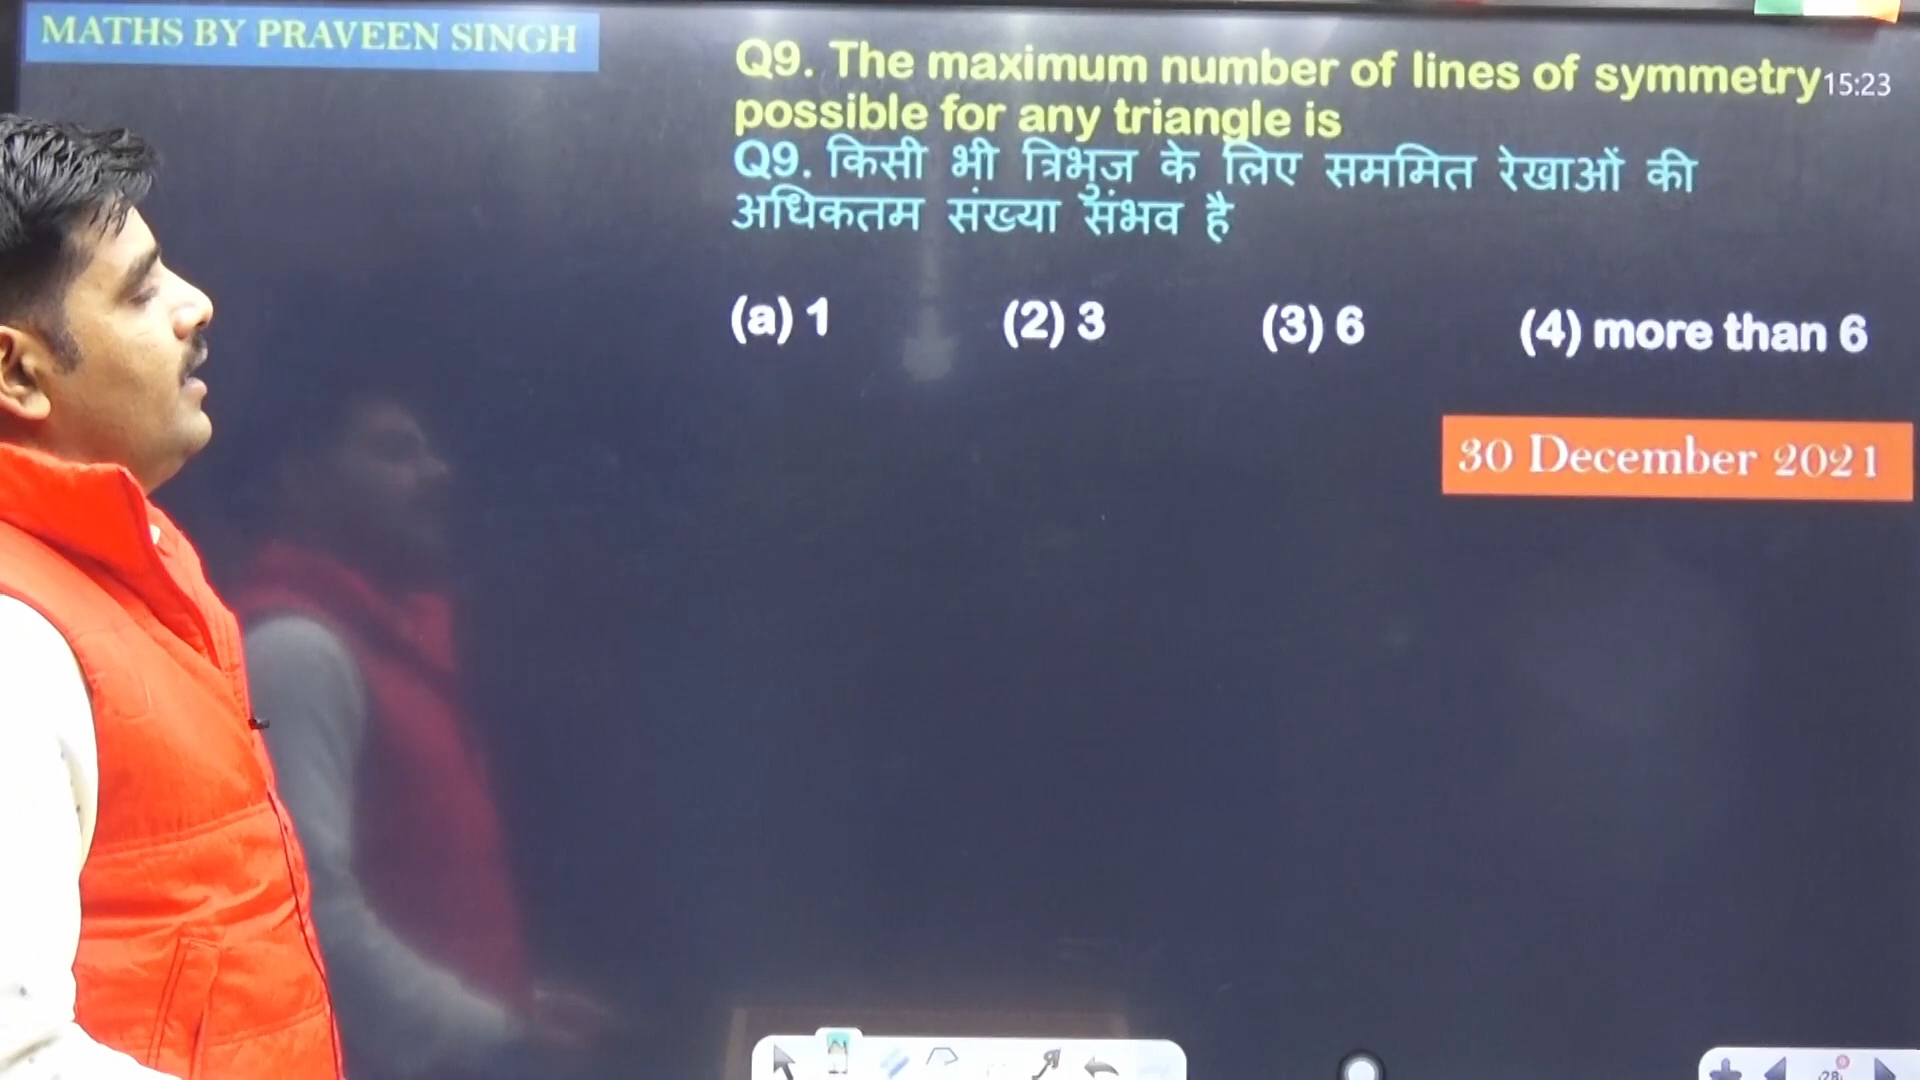 MATHS BY PRAVEEN SINGH
Q9. The maximum number of lines of symmetry
15:23
possible for any triangle is
Q9. किसी भी त्रिभुज के लिए सममित रेखाओं की
अधिकतम संख्या संभव है
(a) 1 (2) 3 (3) 6 (4) more than 6
30 December 2021
28